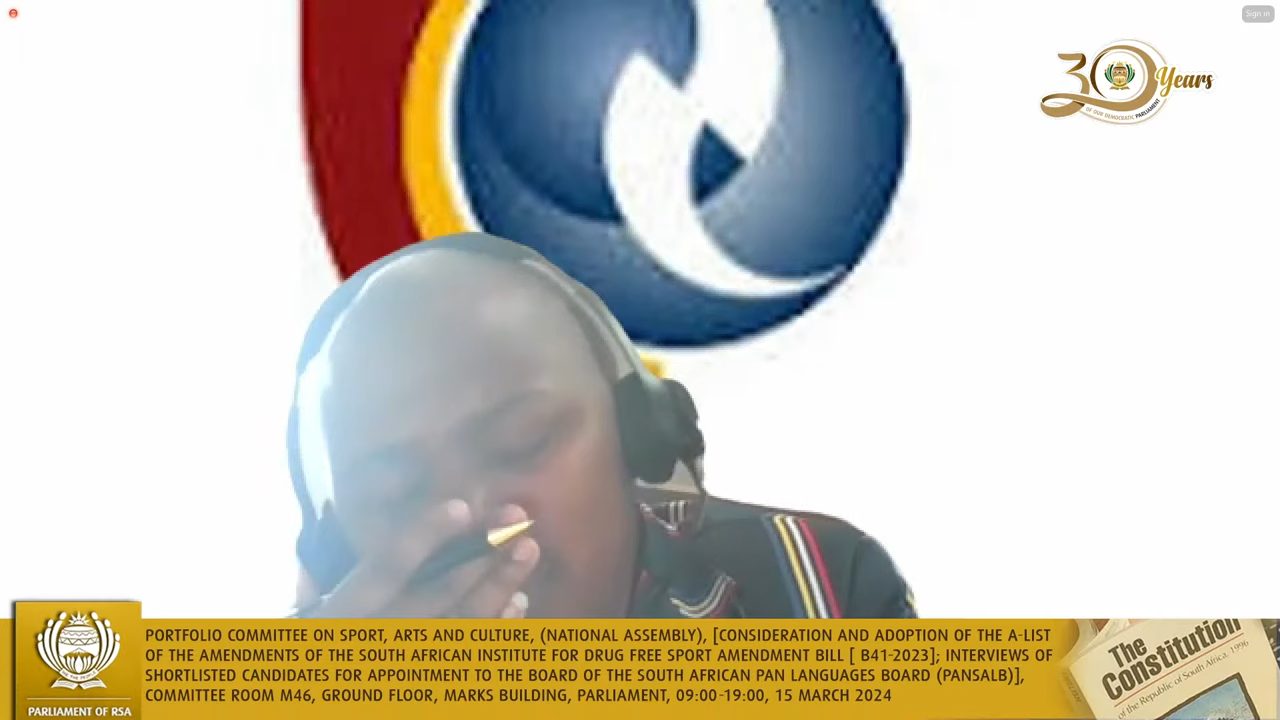 Sign in
30 Years
OF OUR DEMOCRATIC PARLIAMENT
PORTFOLIO COMMITTEE ON SPORT, ARTS AND CULTURE, (NATIONAL ASSEMBLY), [CONSIDERATION AND ADOPTION OF THE A-LIST
OF THE AMENDMENTS OF THE SOUTH AFRICAN INSTITUTE FOR DRUG FREE SPORT AMENDMENT BILL [ B41-2023]; INTERVIEWS OF
SHORTLISTED CANDIDATES FOR APPOINTMENT TO THE BOARD OF THE SOUTH AFRICAN PAN LANGUAGES BOARD (PANSALB)],
COMMITTEE ROOM M46, GROUND FLOOR, MARKS BUILDING, PARLIAMENT, 09:00-19:00, 15 MARCH 2024
PARLIAMENT OF RSA
The
Constitution
of the Republic of South Africa, 1996